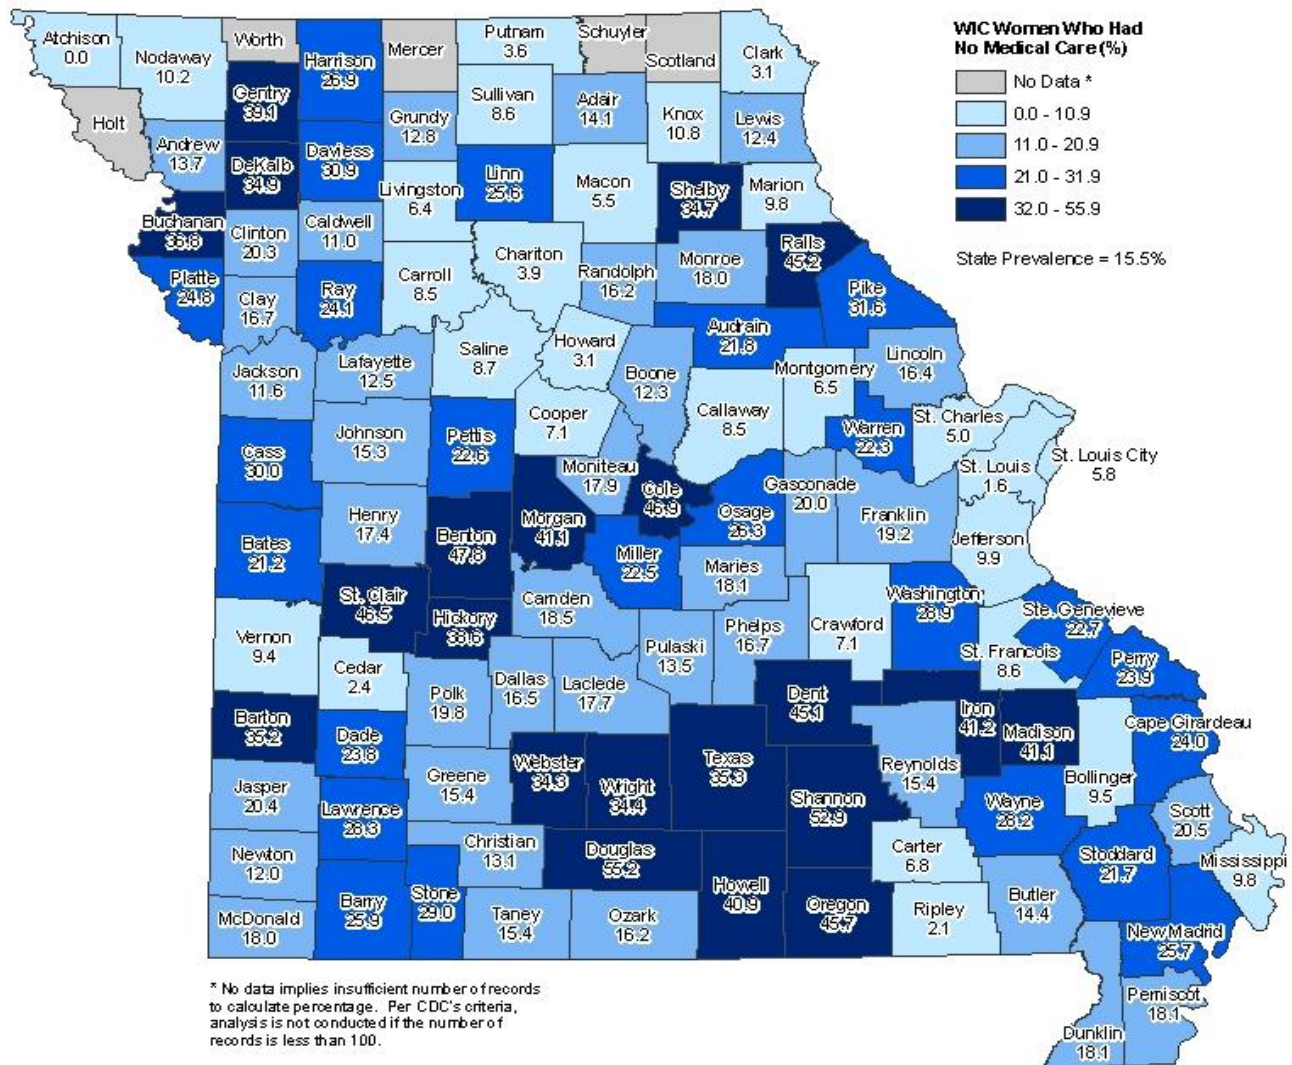 WIC Women Who Had
No Medical Care (%)
No Data *
0.0 - 10.9
11.0 - 20.9
21.0 - 31.9
32.0 - 55.9
State Prevalence = 15.5%
Atchison
0.0
Nodaway
10.2
Worth
Harrison
26.9
Mercer
Putnam
3.6
Schuyler
Scotland
Clark
3.1
Holt
Gentry
39.1
Grundy
12.8
Sullivan
8.6
Adair
14.1
Knox
10.8
Lewis
12.4
Andrew
13.7
DeKalb
34.9
Daviess
30.9
Livingston
6.4
Linn
25.6
Macon
5.5
Shelby
34.7
Marion
9.8
Buchanan
36.8
Clinton
20.3
Caldwell
11.0
Chariton
3.9
Randolph
16.2
Monroe
18.0
Ralls
45.2
Platte
24.8
Clay
16.7
Ray
24.1
Carroll
8.5
Pike
31.6
Jackson
11.6
Lafayette
12.5
Saline
8.7
Howard
3.1
Boone
12.3
Audrain
21.8
Montgomery
6.5
Lincoln
16.4
Cass
30.0
Johnson
15.3
Pettis
22.6
Cooper
7.1
Callaway
8.5
Warren
22.3
St. Charles
5.0
St. Louis
1.6
St. Louis City
5.8
Moniteau
17.9
Cole
46.9
Osage
26.3
Gasconade
20.0
Franklin
19.2
Jefferson
9.9
Bates
21.2
Henry
17.4
Benton
47.8
Morgan
41.1
Miller
22.5
Maries
18.1
St. Clair
46.5
Hickory
38.6
Camden
18.5
Pulaski
13.5
Phelps
16.7
Crawford
7.1
Washington
28.9
Ste. Genevieve
22.7
St. Francois
8.6
Perry
23.9
Vernon
9.4
Cedar
2.4
Polk
19.8
Dallas
16.5
Laclede
17.7
Dent
45.1
Iron
41.2
Madison
41.1
Cape Girardeau
24.0
Barton
35.2
Dade
23.8
Greene
15.4
Webster
34.3
Wright
34.4
Texas
35.3
Shannon
52.9
Reynolds
15.4
Wayne
28.2
Bollinger
9.5
Scott
20.5
Jasper
20.4
Lawrence
28.3
Christian
13.1
Douglas
55.2
Carter
6.8
Stoddard
21.7
Mississippi
9.8
Newton
12.0
Barry
25.9
Stone
29.0
Taney
15.4
Ozark
16.2
Howell
40.9
Oregon
45.7
Ripley
2.1
Butler
14.4
New Madrid
25.7
McDonald
18.0
Pemiscot
18.1
Dunklin
18.1
* No data implies insufficient number of records
to calculate percentage. Per CDC's criteria,
analysis is not conducted if the number of
records is less than 100.